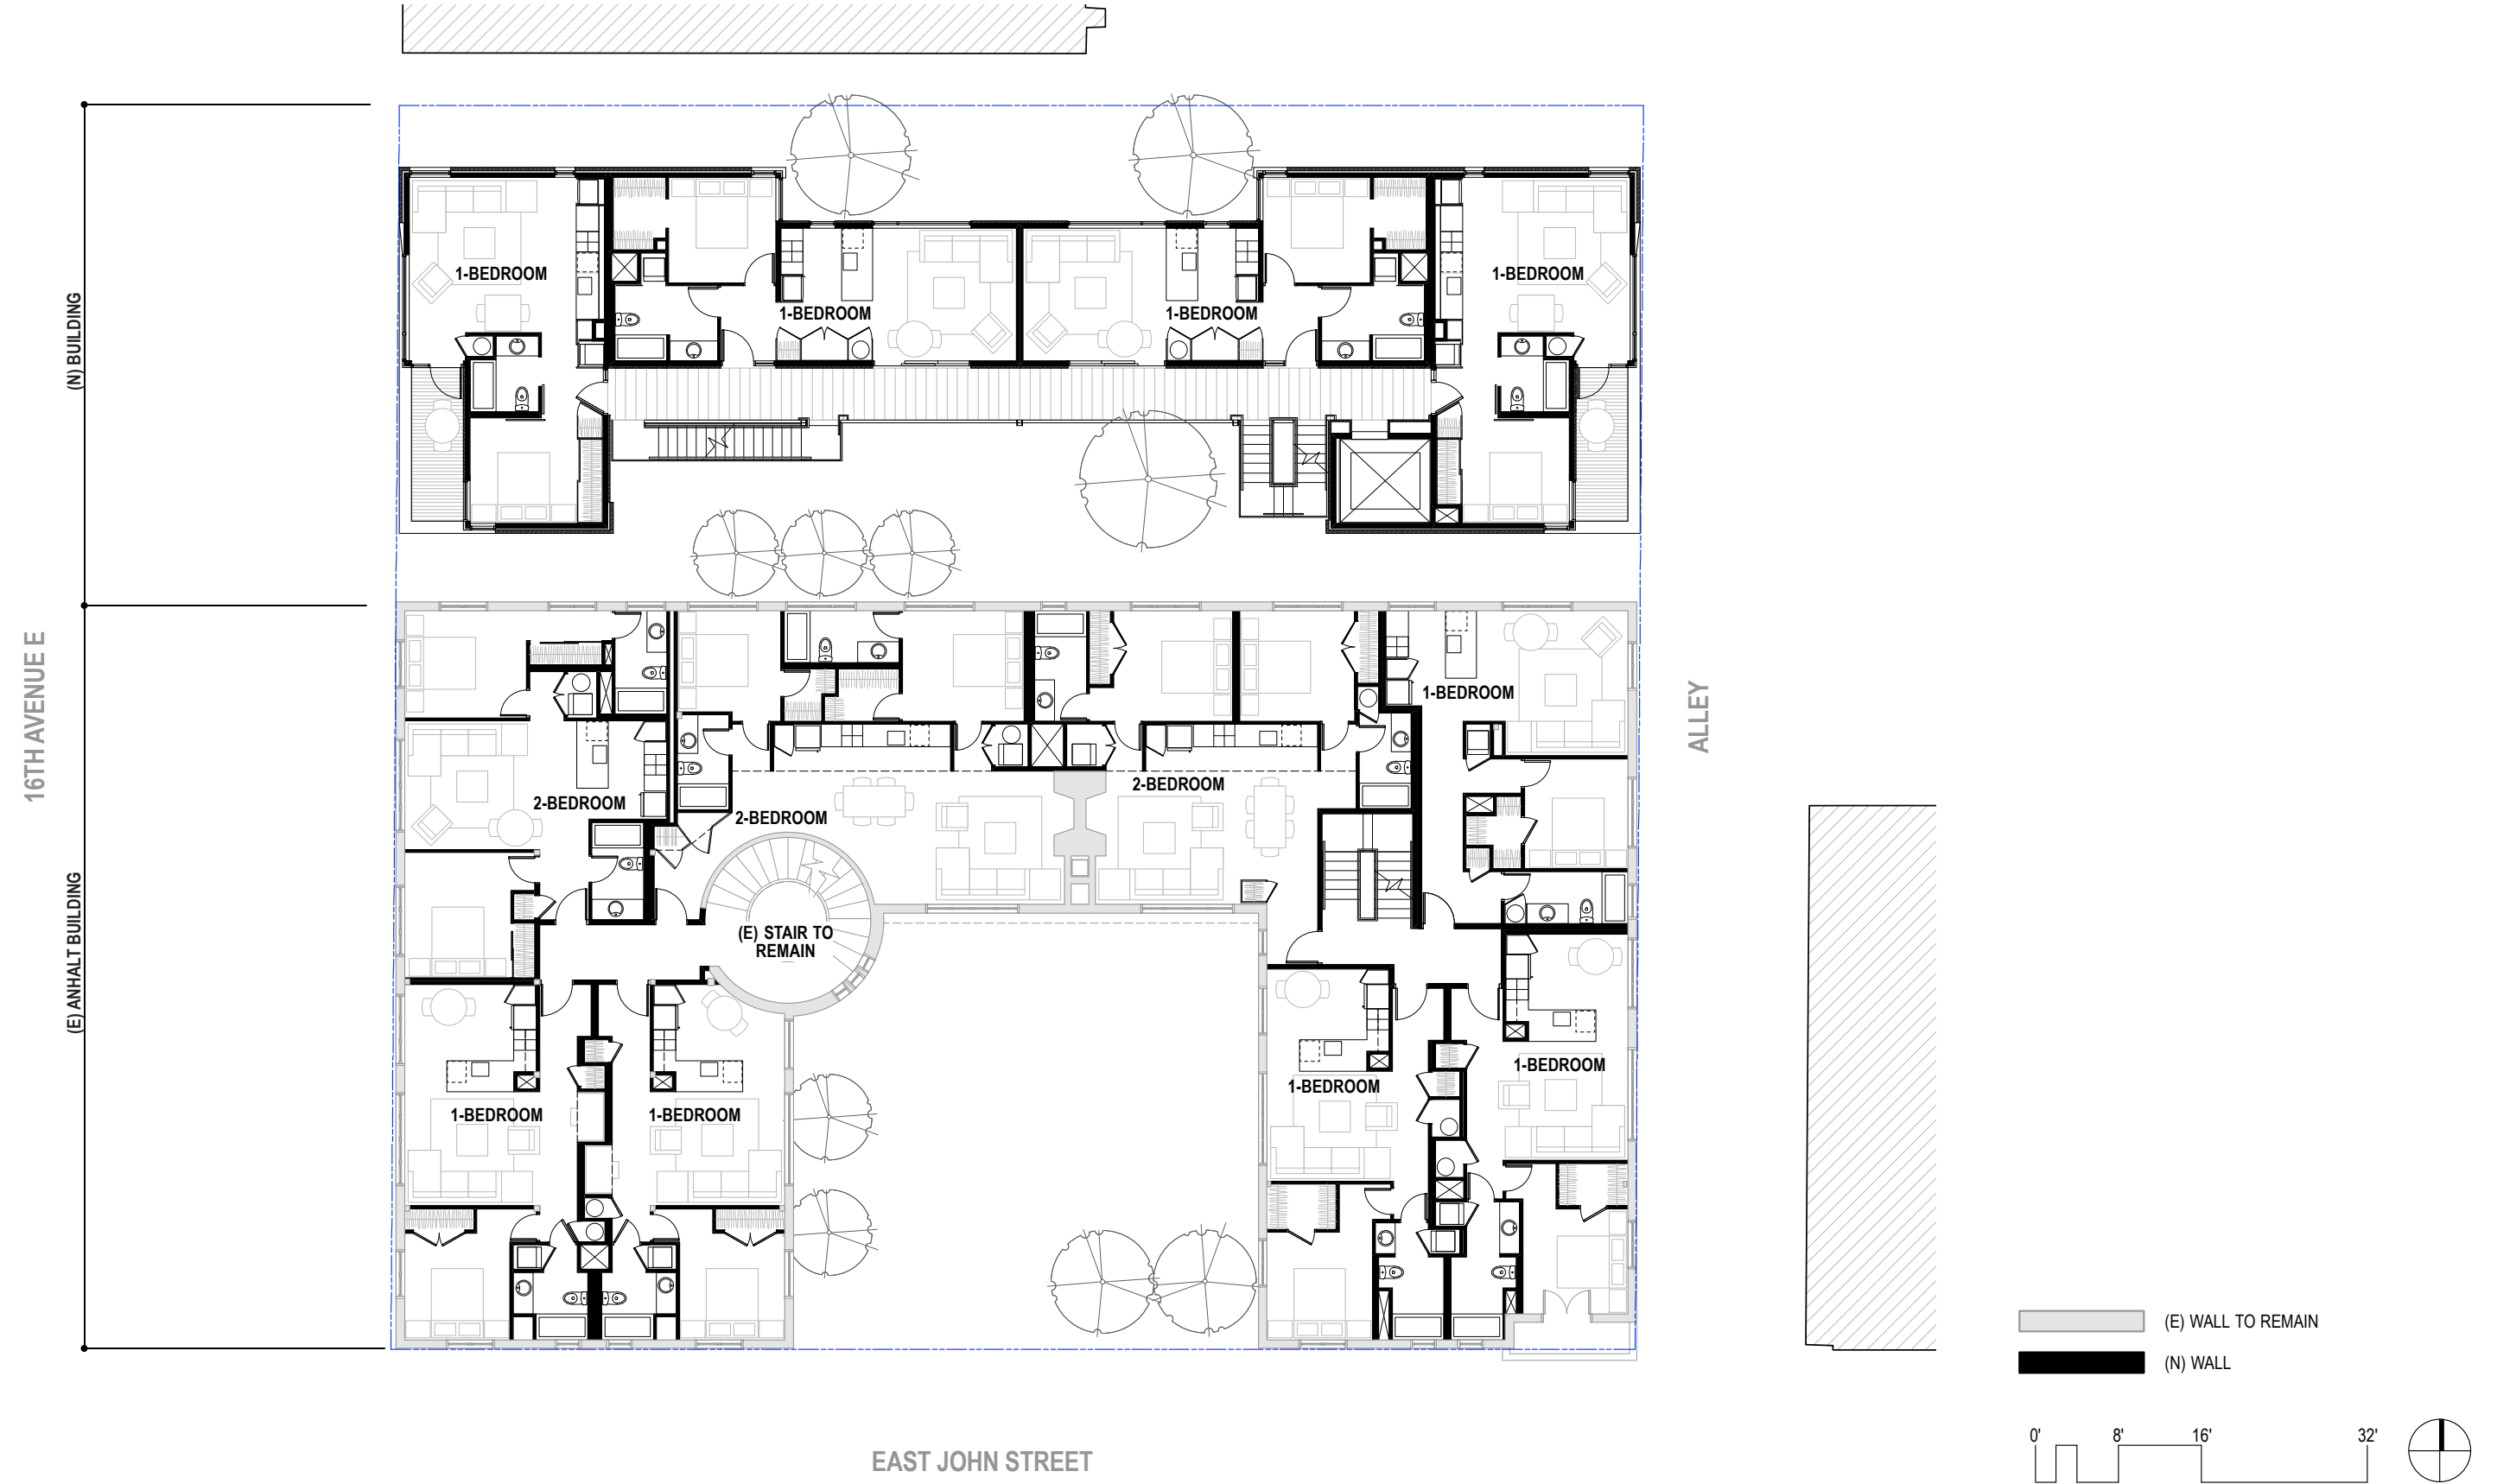 (N) BUILDING
1-BEDROOM
1-BEDROOM
1-BEDROOM
1-BEDROOM
16TH AVENUE E
(E) ANHALT BUILDING
1-BEDROOM
ALLEY
2-BEDROOM
2-BEDROOM
2-BEDROOM
(E) STAIR TO
REMAIN
1-BEDROOM
1-BEDROOM
1-BEDROOM
1-BEDROOM
(E) WALL TO REMAIN
(N) WALL
0' 8' 16' 32'
EAST JOHN STREET